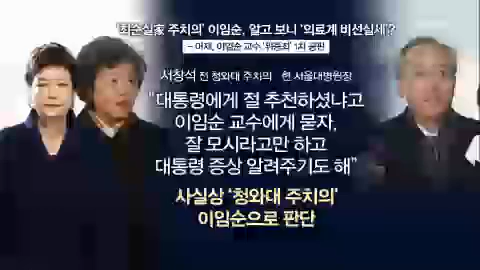 '최순실家 주치의' 이임순, 알고 보니 '의료계 비선실세'?
- 어제, 이임순 교수 '위증죄' 1차 공판
서창석 전 청와대 주치의 현 서울대병원장
"대통령에게 절 추천하셨냐고
이임순 교수에게 묻자,
잘 모시라고만 하고
대통령 증상 알려주기도 해"
사실상 '청와대 주치의'
이임순으로 판단